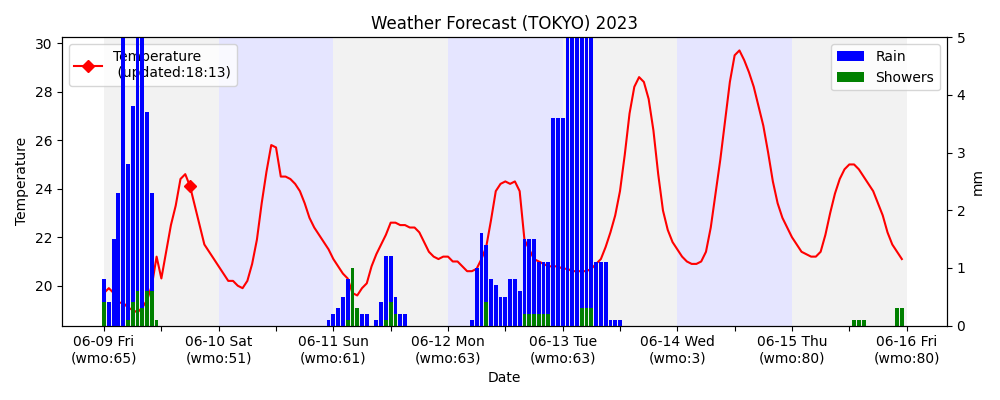 Weather Forecast (TOKYO) 2023
Temperature
(updated:18:13)
Rain
Showers
30
28
26
24
22
20
Temperature
5
4
3
2
1
0
mm
06-09 Fri
(wmo:65)
06-10 Sat
(wmo:51)
06-11 Sun
(wmo:61)
06-12 Mon
(wmo:63)
06-13 Tue
(wmo:63)
06-14 Wed
(wmo:3)
06-15 Thu
(wmo:80)
06-16 Fri
(wmo:80)
Date